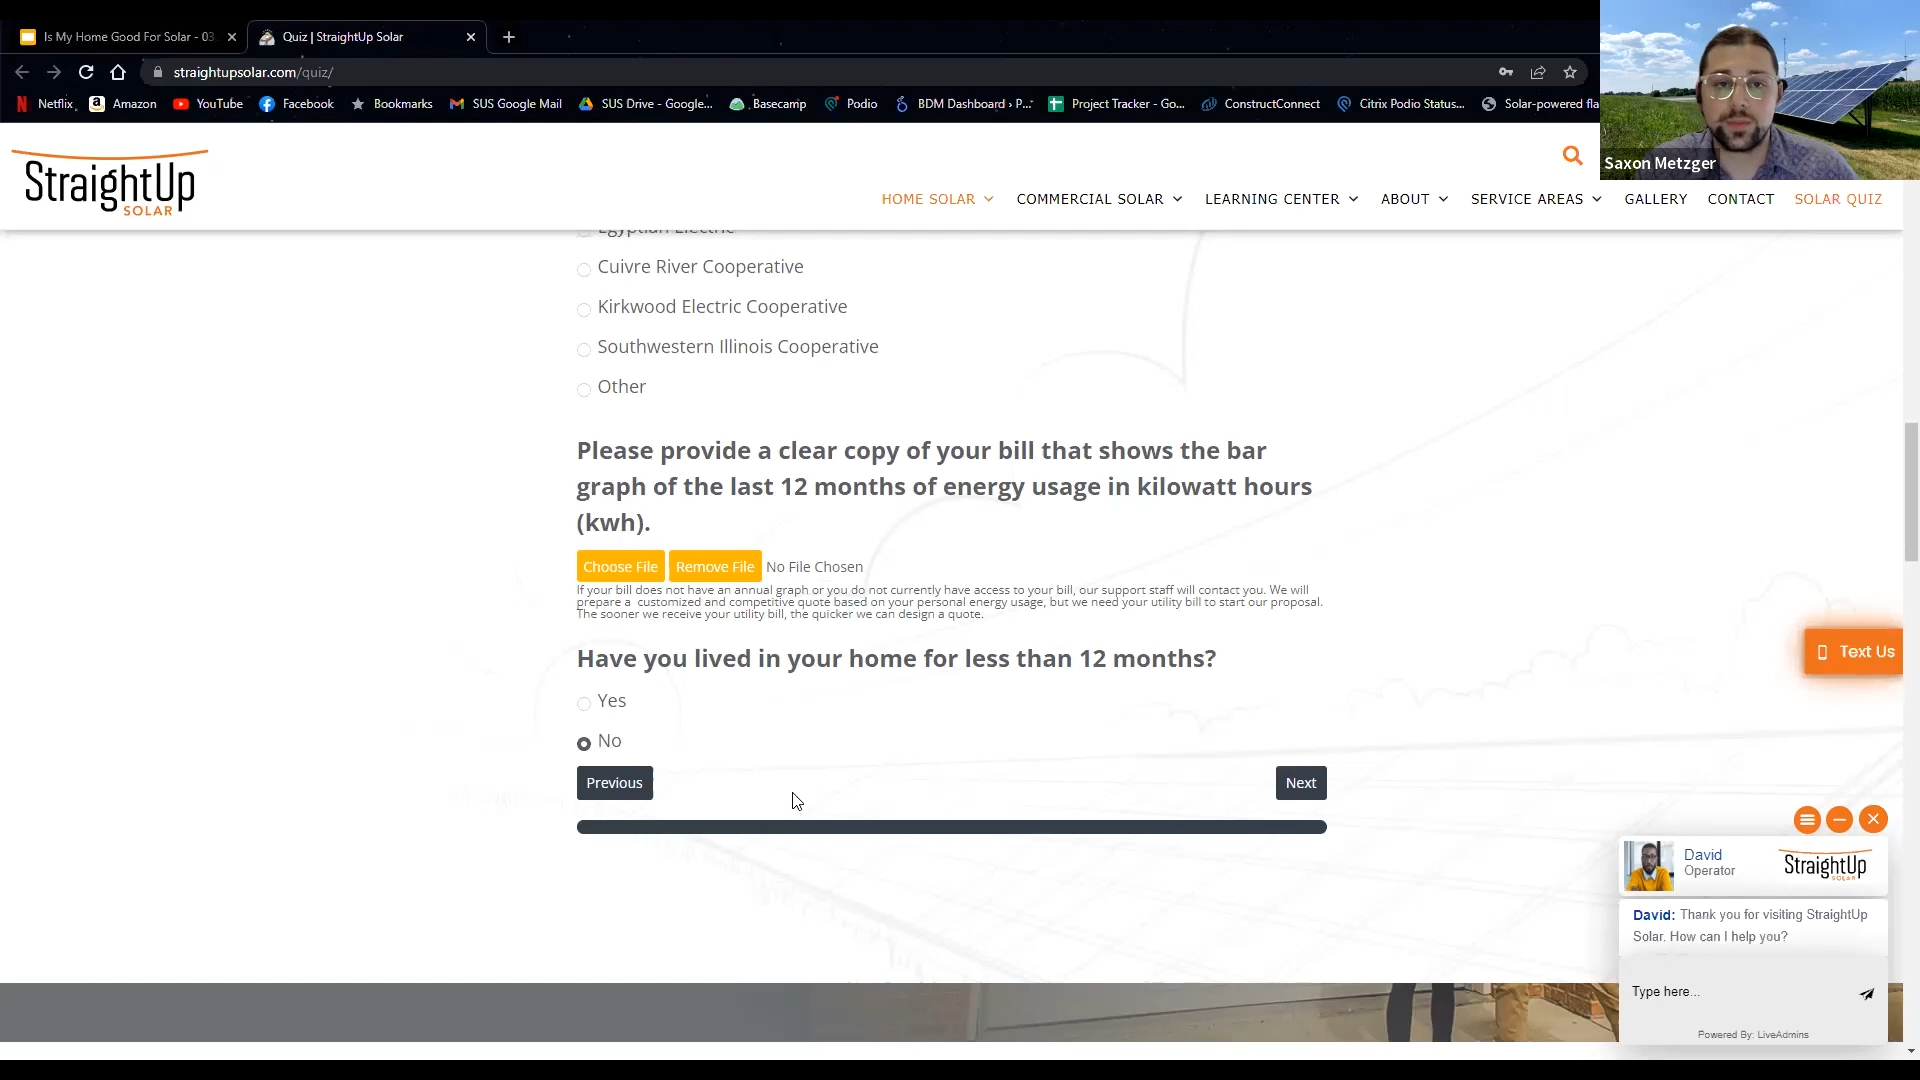 Is My Home Good For Solar - 03
Quiz | StraightUp Solar
straightupsolar.com/quiz/
Netflix
Amazon
YouTube
Facebook
Bookmarks
SUS Google Mail
SUS Drive - Google...
Basecamp
Podio
BDM Dashboard › P...
Project Tracker - Go...
ConstructConnect
Citrix Podio Status...
Solar-powered fla
Saxon Metzger
StraightUp
SOLAR
HOME SOLAR
COMMERCIAL SOLAR
LEARNING CENTER
ABOUT
SERVICE AREAS
GALLERY
CONTACT
SOLAR QUIZ
Egyptian Electric
Cuivre River Cooperative
Kirkwood Electric Cooperative
Southwestern Illinois Cooperative
Other
Please provide a clear copy of your bill that shows the bar
graph of the last 12 months of energy usage in kilowatt hours
(kwh).
Choose File
Remove File
No File Chosen
If your bill does not have an annual graph or you do not currently have access to your bill, our support staff will contact you. We will
prepare a customized and competitive quote based on your personal energy usage, but we need your utility bill to start our proposal.
The sooner we receive your utility bill, the quicker we can design a quote.
Have you lived in your home for less than 12 months?
Yes
No
Previous
Next
Text Us
David
Operator
StraightUp
SOLAR
David: Thank you for visiting StraightUp
Solar. How can I help you?
Type here...
Powered By: LiveAdmins